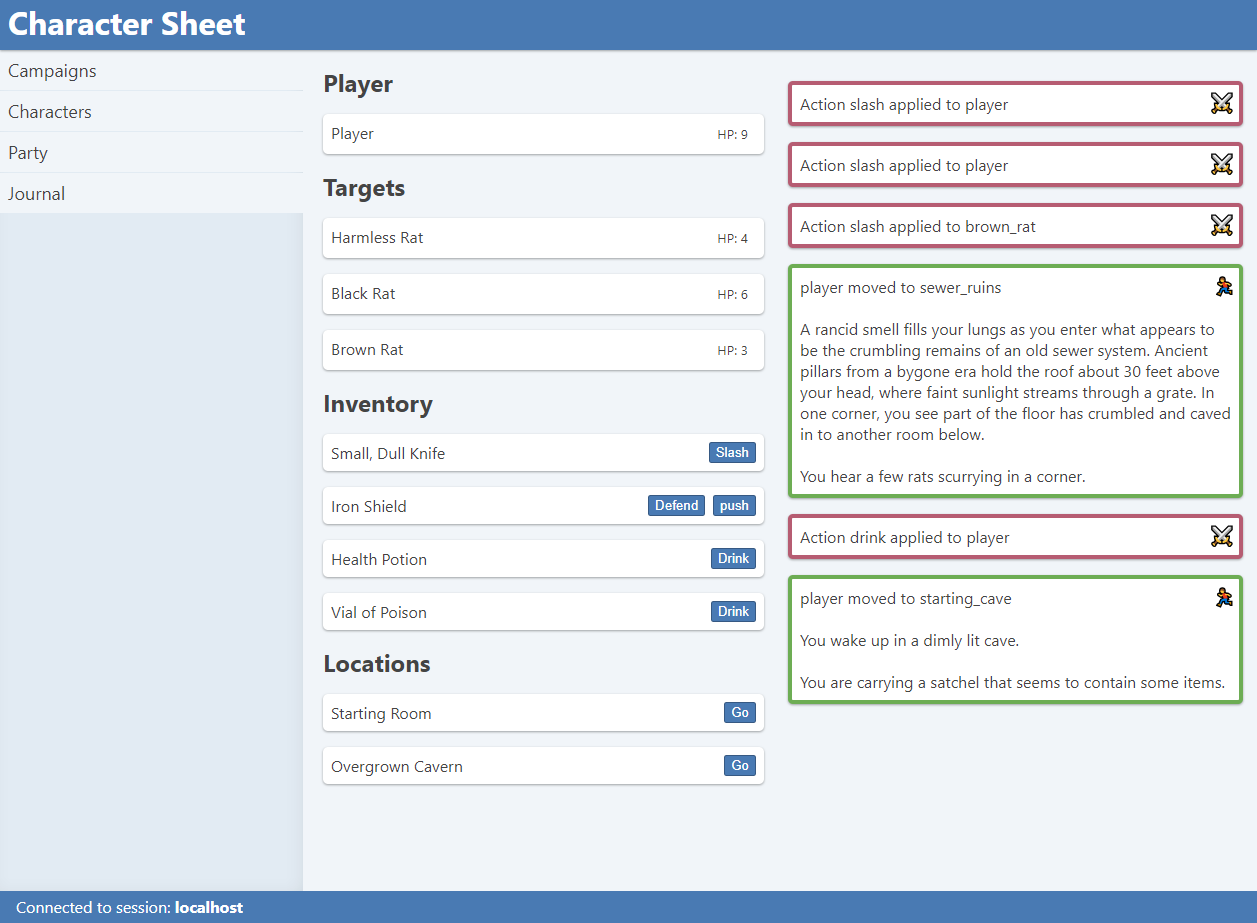 Character Sheet
Campaigns
Characters
Party
Journal
Player
Player HP: 9
Targets
Harmless Rat HP: 4
Black Rat HP: 6
Brown Rat HP: 3
Inventory
Small, Dull Knife Slash
Iron Shield Defend push
Health Potion Drink
Vial of Poison Drink
Locations
Starting Room Go
Overgrown Cavern Go
Action slash applied to player
Action slash applied to player
Action slash applied to brown_rat
player moved to sewer_ruins
A rancid smell fills your lungs as you enter what appears to
be the crumbling remains of an old sewer system. Ancient
pillars from a bygone era hold the roof about 30 feet above
your head, where faint sunlight streams through a grate. In
one corner, you see part of the floor has crumbled and caved
in to another room below.
You hear a few rats scurrying in a corner.
Action drink applied to player
player moved to starting_cave
You wake up in a dimly lit cave.
You are carrying a satchel that seems to contain some items.
Connected to session: localhost